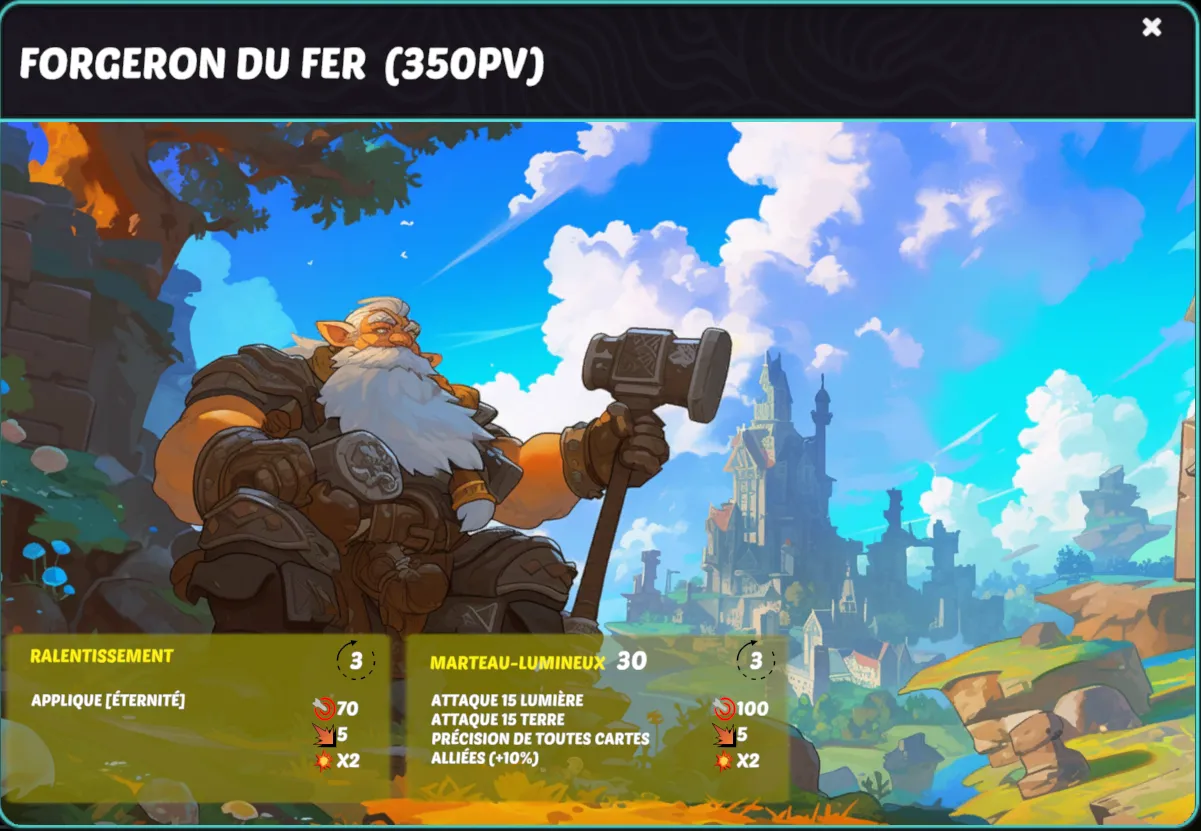 FORGERON DU FER (350PV)
RALENTISSEMENT 3
APPLIQUE [ÉTERNITÉ]
70
5
X2
MARTEAU-LUMINEUX 30 3
ATTAQUE 15 LUMIÈRE
ATTAQUE 15 TERRE
PRÉCISION DE TOUTES CARTES
ALLIÉES (+10%)
100
5
X2